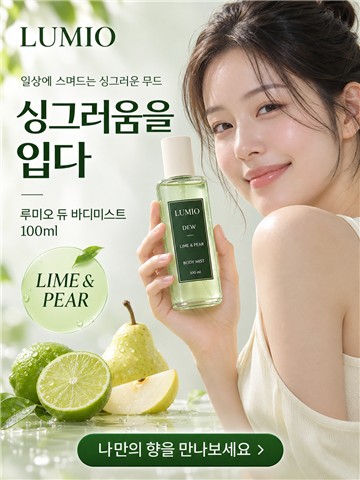 LUMIO
일상에 스며드는 싱그러운 무드
싱그러움을
입다
루미오 듀 바디미스트
100ml
LIME &
PEAR
LUMIO
DEW
LIME & PEAR
BODY MIST
100 ml
나만의 향을 만나보세요 >